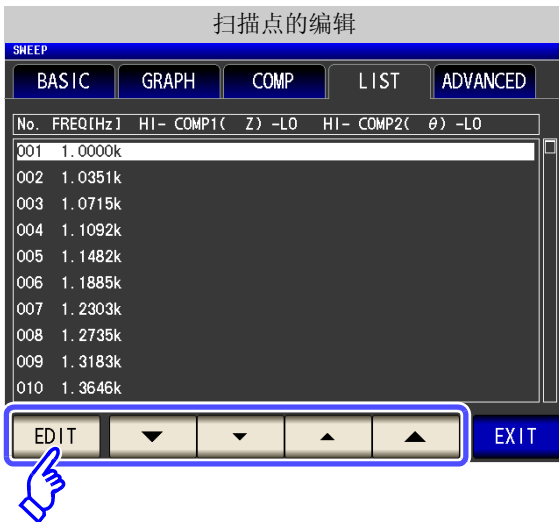 扫描点的编辑
SWEEP
BASIC GRAPH COMP LIST ADVANCED
No. FREQ[Hz] HI- COMP1( Z) -LO HI- COMP2( θ) -LO
001 1.0000k
002 1.0351k
003 1.0715k
004 1.1092k
005 1.1482k
006 1.1885k
007 1.2303k
008 1.2735k
009 1.3183k
010 1.3646k
EDIT EXIT